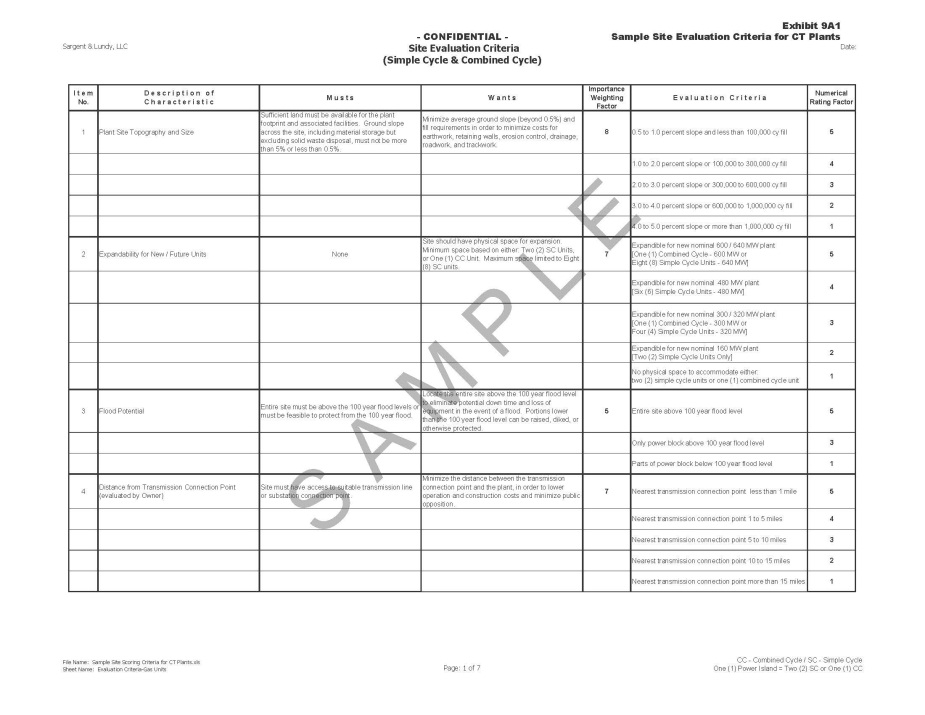 Exhibit 9A1
- CONFIDENTIAL -
Sample Site Evaluation Criteria for CT Plants
Sargent & Lundy, LLC
Site Evaluation Criteria
Date:
(Simple Cycle & Combined Cycle)
Item No.
Description of Characteristic
Musts
Wants
Importance Weighting Factor
Evaluation Criteria
Numerical Rating Factor
1
Plant Site Topography and Size
Sufficient land must be available for the plant
footprint and associated facilities. Ground slope
across the site, including material storage but
excluding solid waste disposal, must not be more
than 5% or less than 0.5%.
Minimize average ground slope (beyond 0.5%) and
fill requirements in order to minimize costs for
earthwork, retaining walls, erosion control, drainage,
roadwork, and trackwork.
8
0.5 to 1.0 percent slope and less than 100,000 cy fill
5
1.0 to 2.0 percent slope or 100,000 to 300,000 cy fill
4
2.0 to 3.0 percent slope or 300,000 to 600,000 cy fill
3
3.0 to 4.0 percent slope or 600,000 to 1,000,000 cy fill
2
4.0 to 5.0 percent slope or more than 1,000,000 cy fill
1
2
Expandability for New / Future Units
None
Site should have physical space for expansion.
Minimum space based on either: Two (2) SC Units,
or One (1) CC Unit. Maximum space limited to Eight
(8) SC units.
7
Expandible for new nominal 600 / 640 MW plant
[One (1) Combined Cycle - 600 MW or
Eight (8) Simple Cycle Units - 640 MW]
5
Expandible for new nominal 480 MW plant
[Six (6) Simple Cycle Units - 480 MW]
4
Expandible for new nominal 300 / 320 MW plant
[One (1) Combined Cycle - 300 MW or
Four (4) Simple Cycle Units - 320 MW]
3
Expandible for new nominal 160 MW plant
[Two (2) Simple Cycle Units Only]
2
No physical space to accommodate either:
two (2) simple cycle units or one (1) combined cycle unit
1
3
Flood Potential
Entire site must be above the 100 year flood levels or
must be feasible to protect from the 100 year flood.
Locate the entire site above the 100 year flood level
to eliminate potential down time and loss of
equipment in the event of a flood. Portions lower
than the 100 year flood level can be raised, diked, or
otherwise protected.
5
Entire site above 100 year flood level
5
Only power block above 100 year flood level
3
Parts of power block below 100 year flood level
1
4
Distance from Transmission Connection Point
(evaluated by Owner)
Site must have access to suitable transmission line
or substation connection point.
Minimize the distance between the transmission
connection point and the plant, in order to lower
operation and construction costs and minimize public
opposition.
7
Nearest transmission connection point less than 1 mile
5
Nearest transmission connection point 1 to 5 miles
4
Nearest transmission connection point 5 to 10 miles
3
Nearest transmission connection point 10 to 15 miles
2
Nearest transmission connection point more than 15 miles
1
SAMPLE
File Name: Sample Site Scoring Criteria for CT Plants.xls
Sheet Name: Evaluation Criteria-Gas Units
Page: 1 of 7
CC - Combined Cycle / SC - Simple Cycle
One (1) Power Island = Two (2) SC or One (1) CC